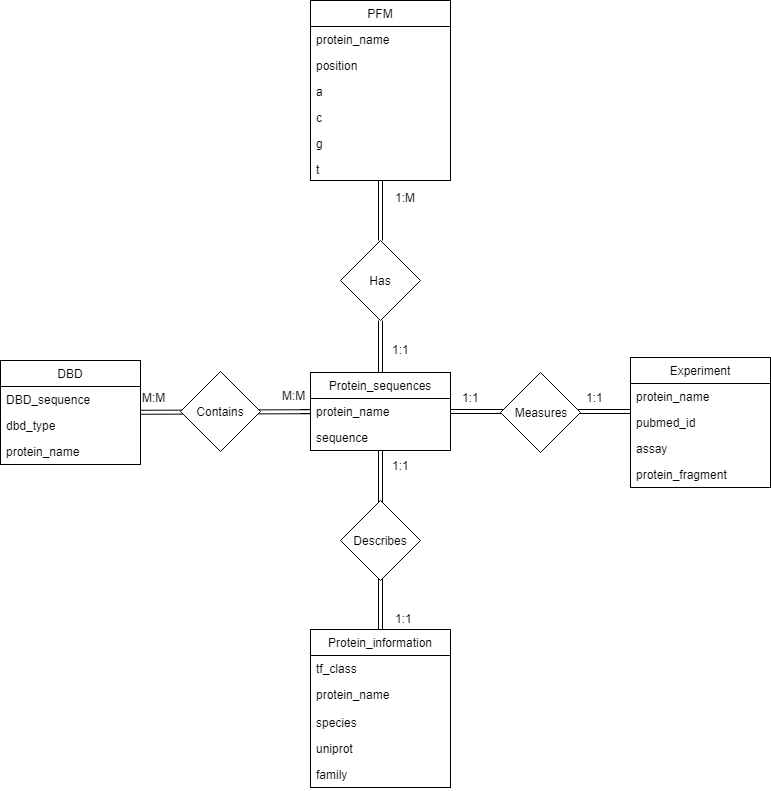 PFM
protein_name
position
a
c
g
t
1:M
Has
1:1
DBD
DBD_sequence
dbd_type
protein_name
M:M
Contains
M:M
Protein_sequences
protein_name
sequence
1:1
Measures
1:1
Experiment
protein_name
pubmed_id
assay
protein_fragment
1:1
Describes
1:1
Protein_information
tf_class
protein_name
species
uniprot
family